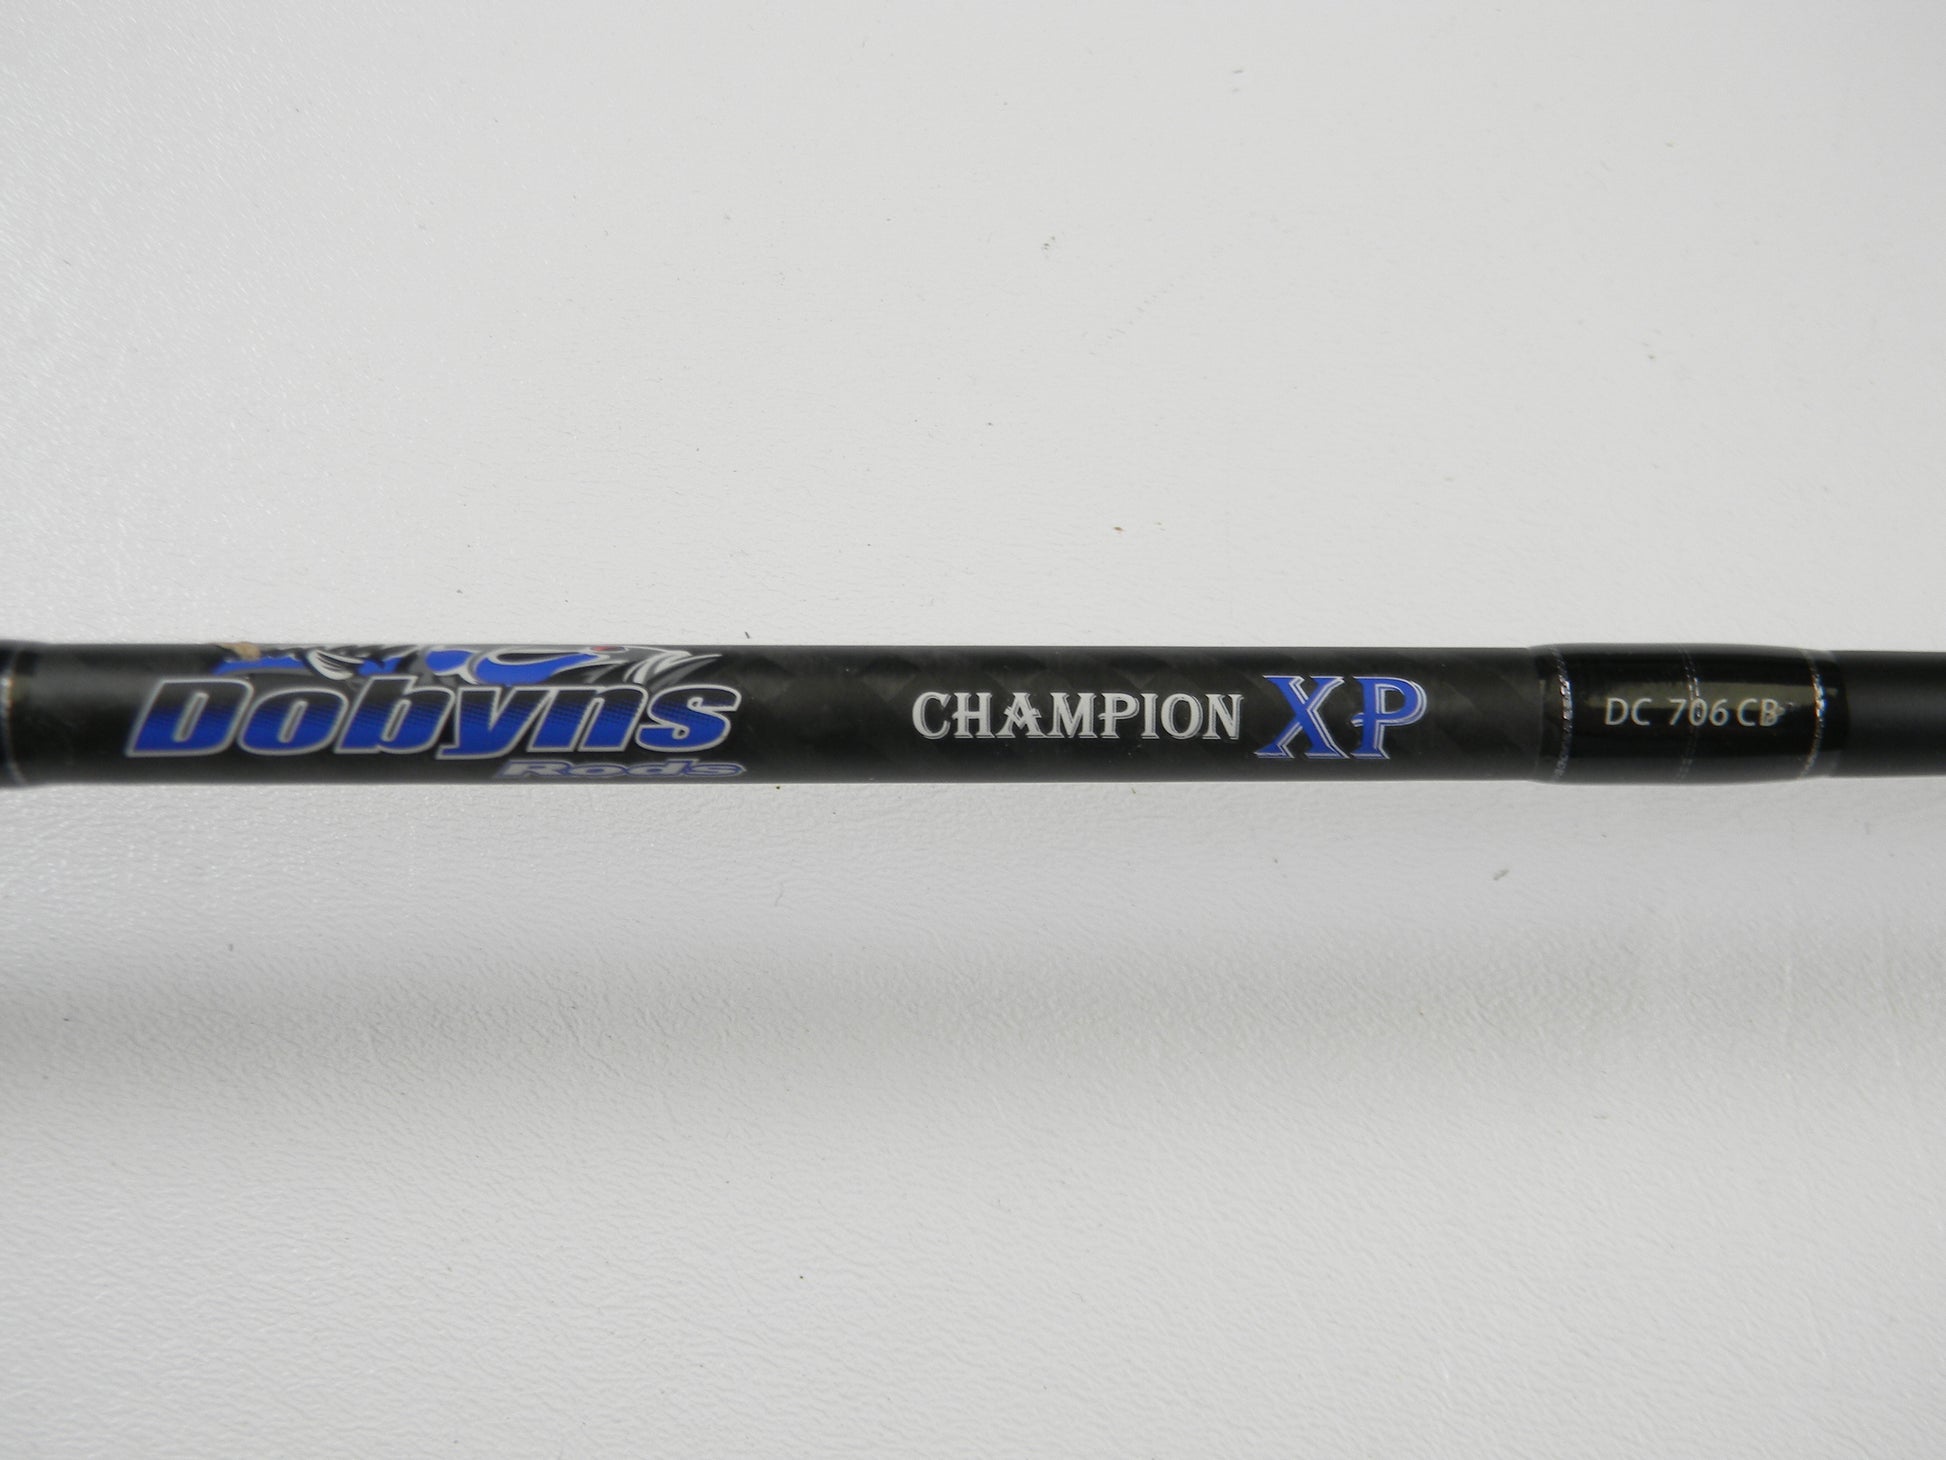 Dobyns
Rods
CHAMPION XP
DC 706 CB